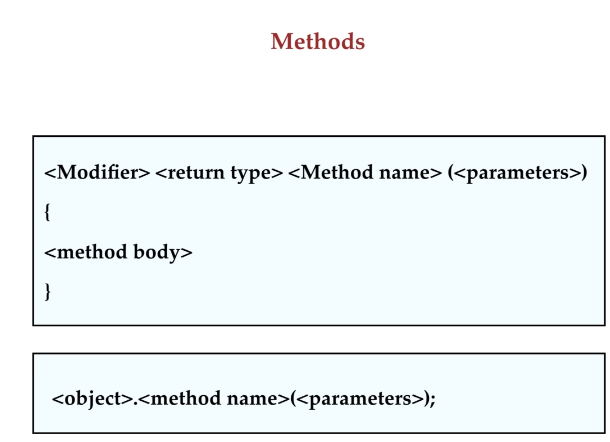 Methods
<Modifier> <return type> <Method name> (<parameters>)
{
<method body>
}
<object>.<method name>(<parameters>);